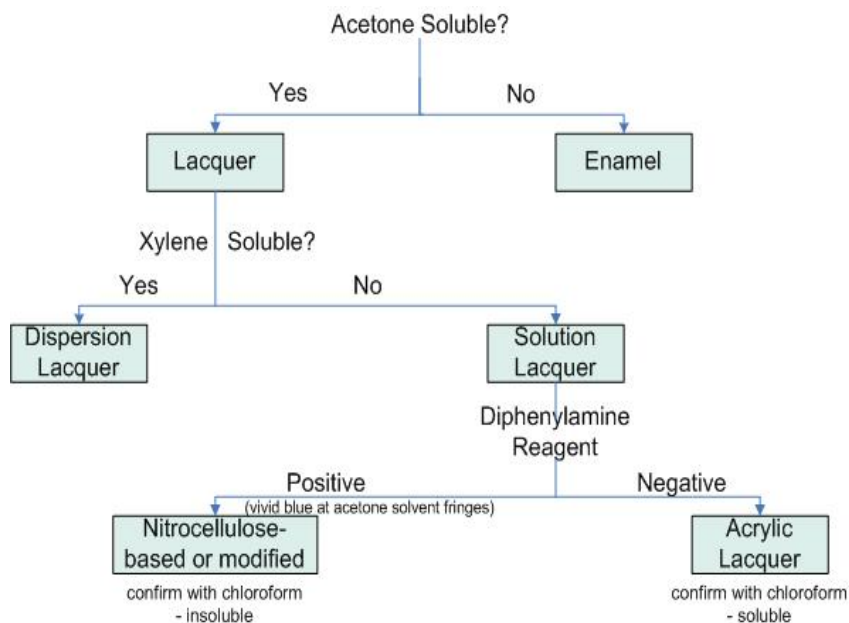 Acetone Soluble?
Yes
No
Lacquer
Enamel
Xylene Soluble?
Yes
No
Dispersion
Lacquer
Solution
Lacquer
Diphenylamine
Reagent
Positive
Negative
(vivid blue at acetone solvent fringes)
Nitrocellulose-
based or modified
Acrylic
Lacquer
confirm with chloroform
- insoluble
confirm with chloroform
- soluble